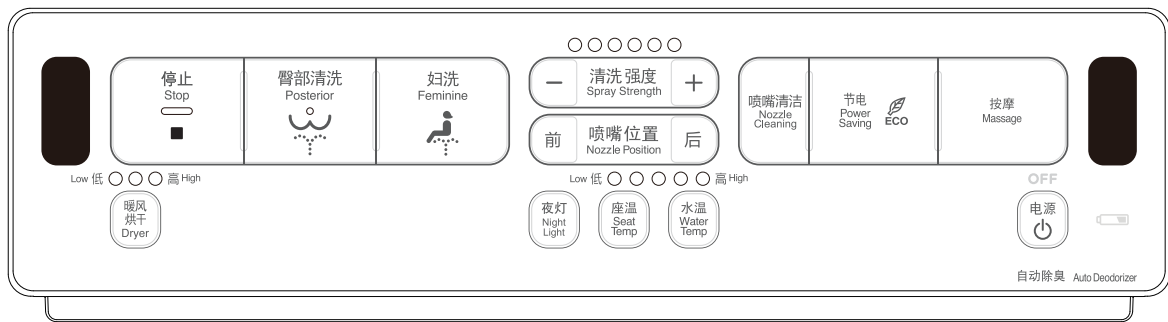 停止
Stop
臀部清洗
Posterior
妇洗
Feminine
− 清洗强度 +
Spray Strength
前 喷嘴位置 后
Nozzle Position
喷嘴清洁
Nozzle
Cleaning
节电
Power
Saving
ECO
按摩
Massage
Low 低 高 High
暖风
烘干
Dryer
Low 低 高 High
夜灯
Night
Light
座温
Seat
Temp
水温
Water
Temp
OFF
电源
自动除臭 Auto Deodorizer